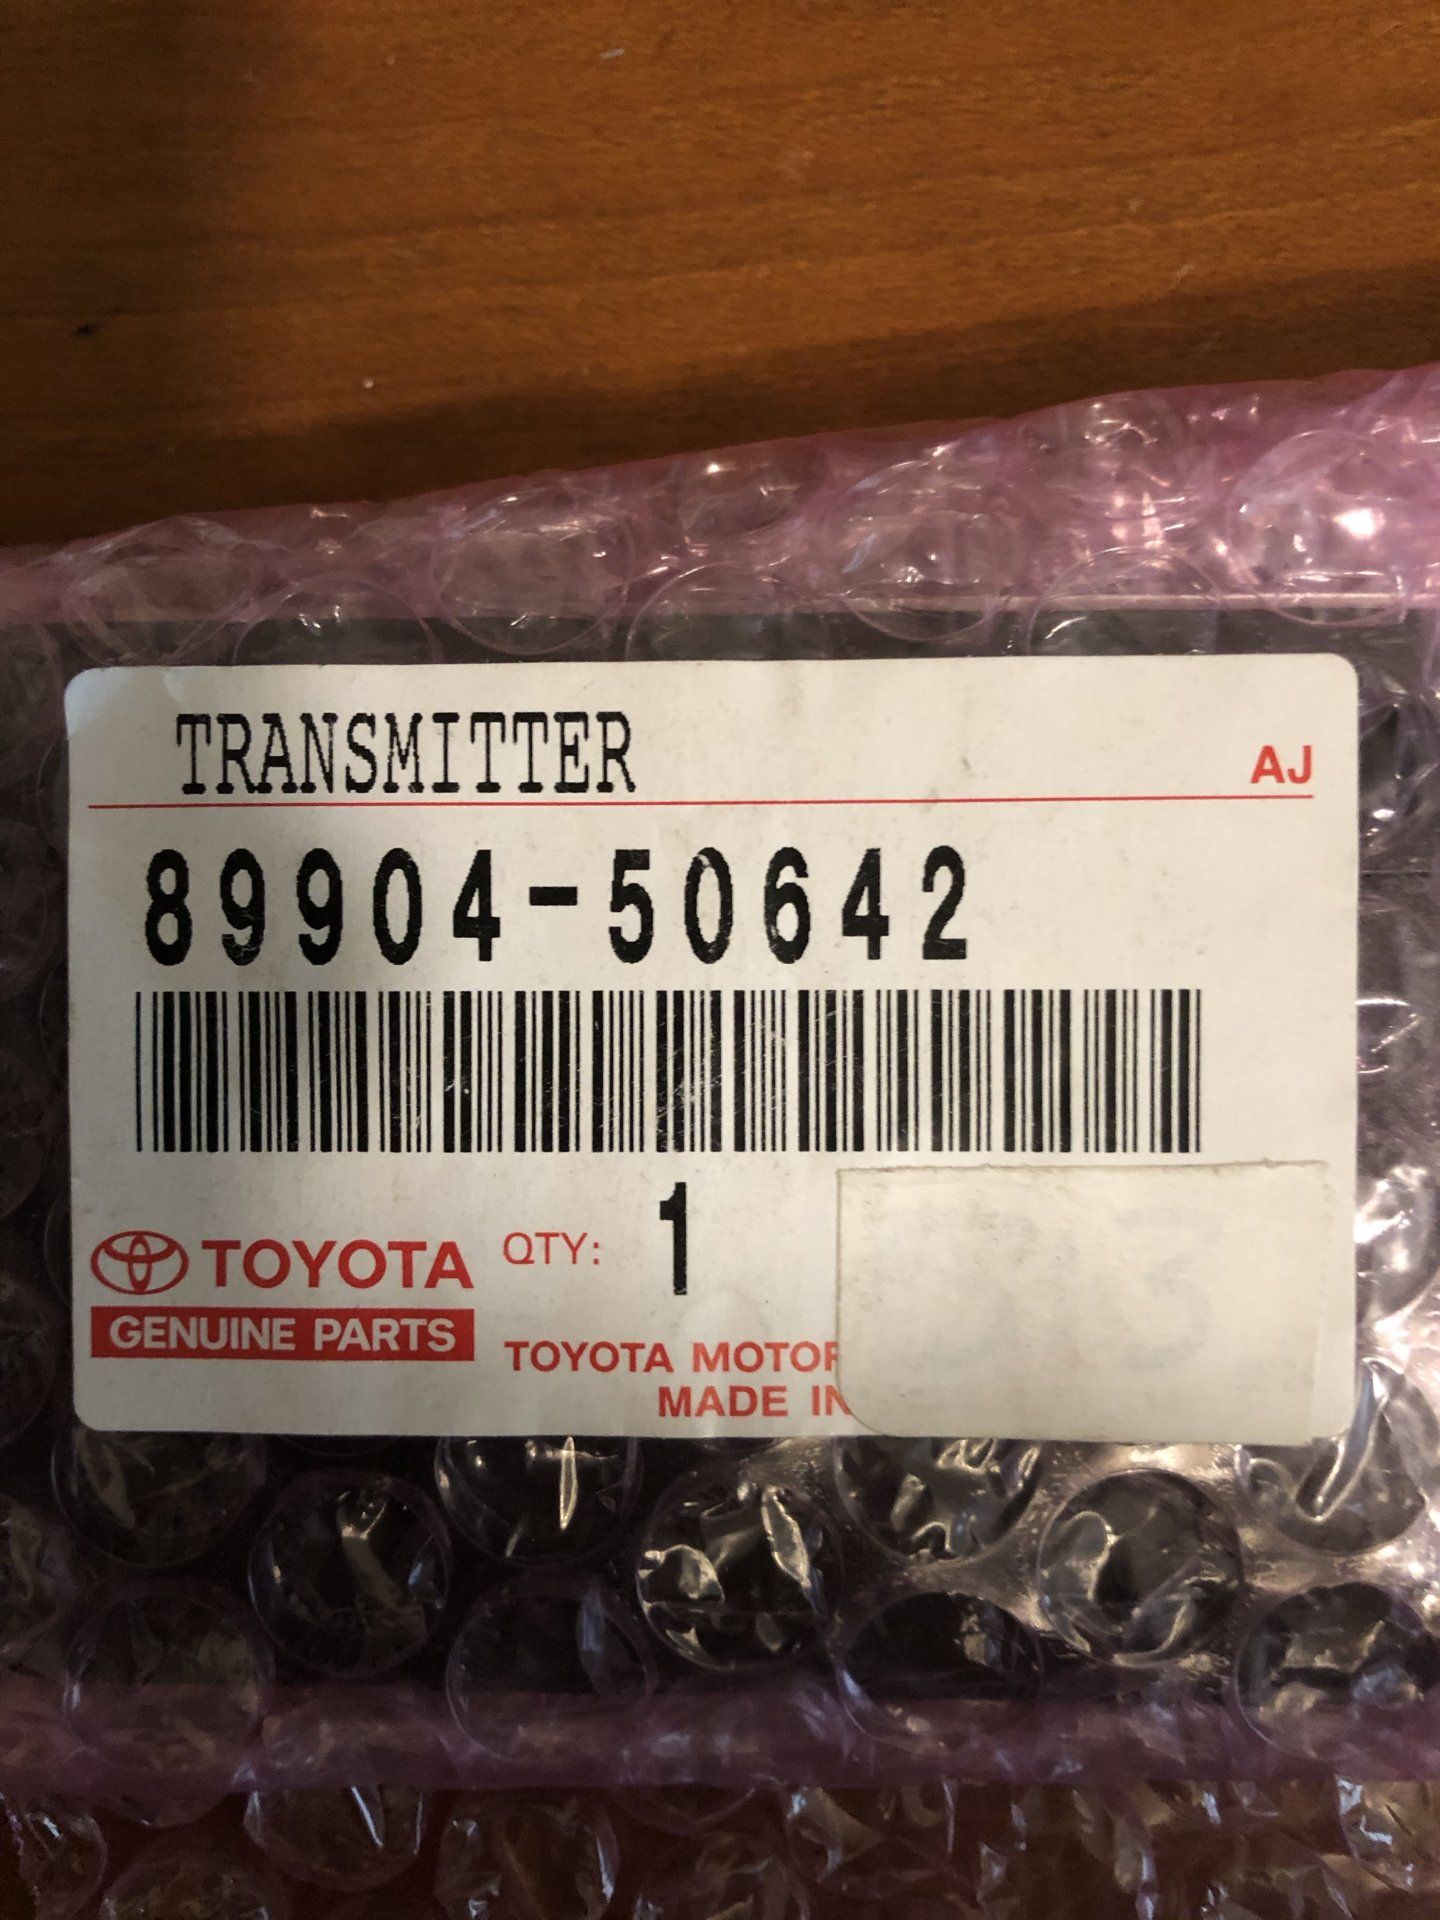 TRANSMITTER
AJ
89904-50642
QTY: 1
TOYOTA
GENUINE PARTS
TOYOTA MOTOR
MADE IN